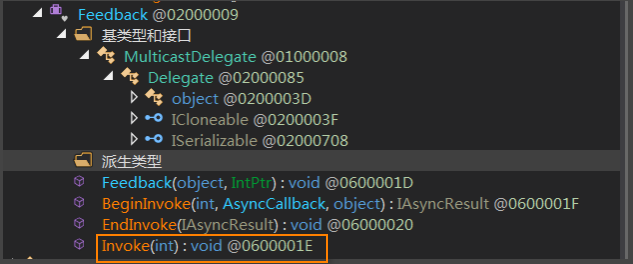 Feedback @02000009
基类型和接口
MulticastDelegate @01000008
Delegate @02000085
object @0200003D
ICloneable @0200003F
ISerializable @02000708
派生类型
Feedback(object, IntPtr) : void @0600001D
BeginInvoke(int, AsyncCallback, object) : IAsyncResult @0600001F
EndInvoke(IAsyncResult) : void @06000020
Invoke(int) : void @0600001E